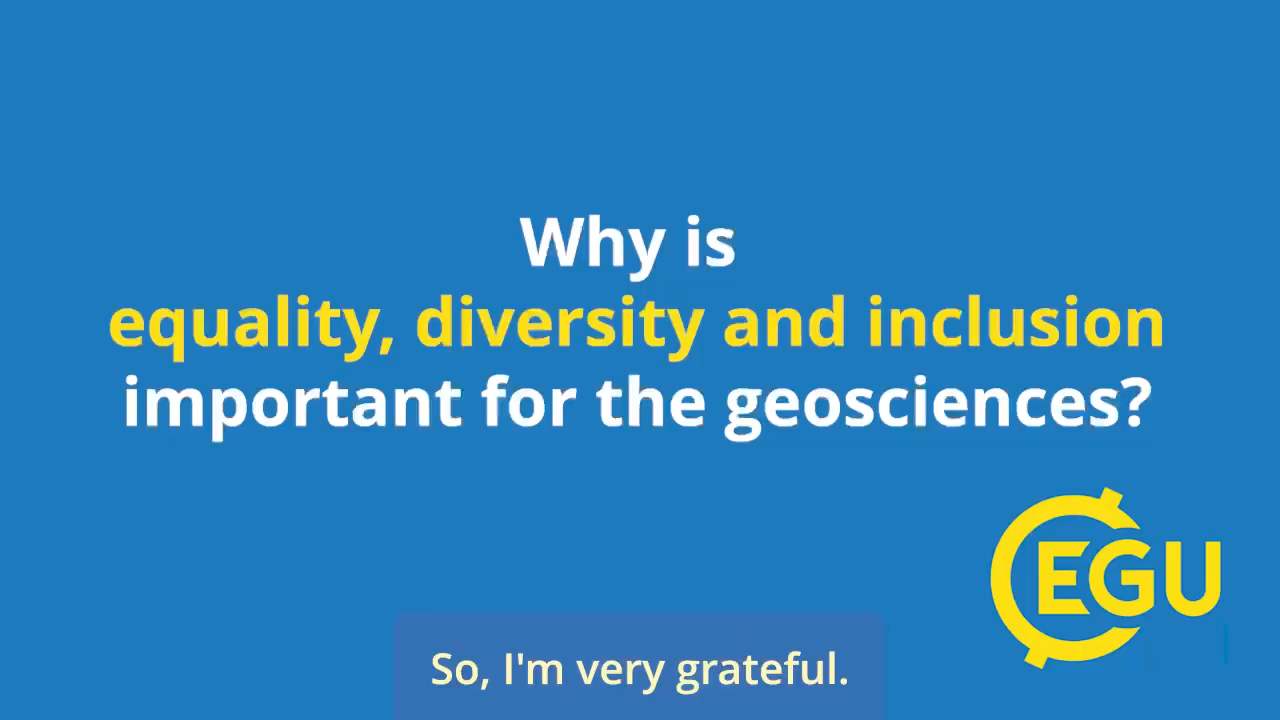 Why is
equality, diversity and inclusion
important for the geosciences?
EGU
So, I'm very grateful.